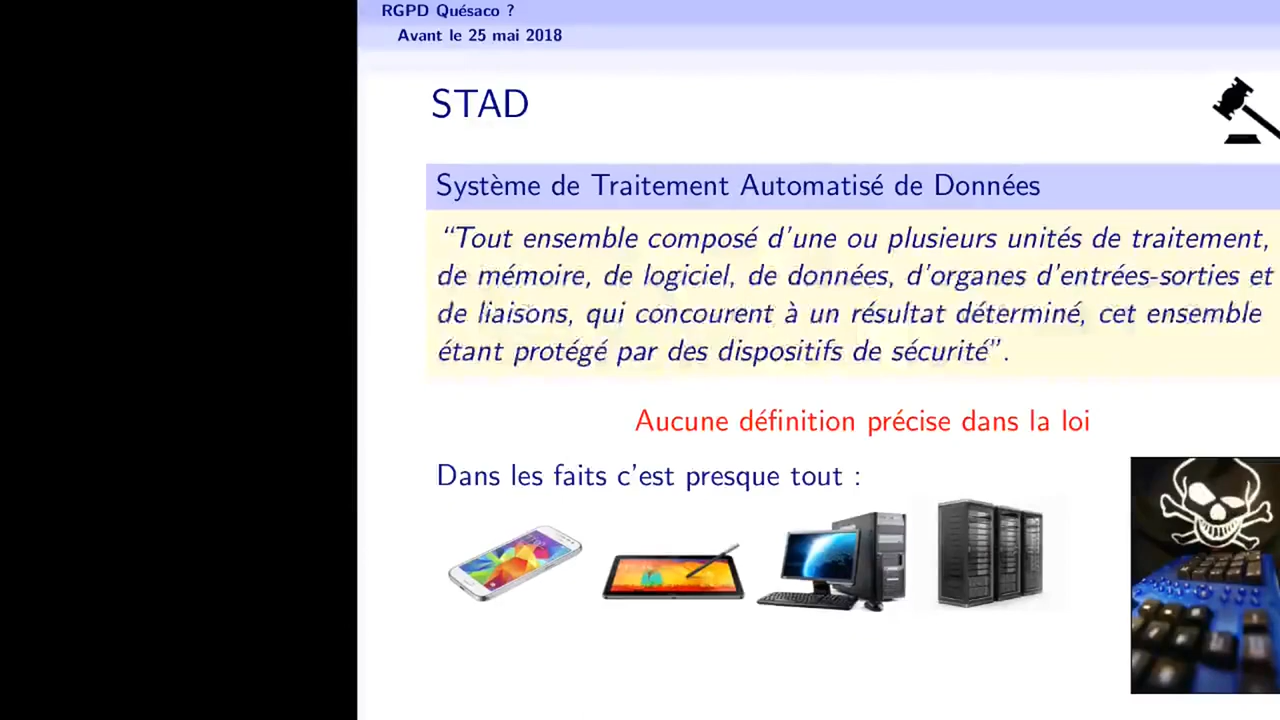 RGPD Quésaco ?
Avant le 25 mai 2018
STAD
Système de Traitement Automatisé de Données
“Tout ensemble composé d’une ou plusieurs unités de traitement,
de mémoire, de logiciel, de données, d’organes d’entrées-sorties et
de liaisons, qui concourent à un résultat déterminé, cet ensemble
étant protégé par des dispositifs de sécurité”.
Aucune définition précise dans la loi
Dans les faits c’est presque tout :